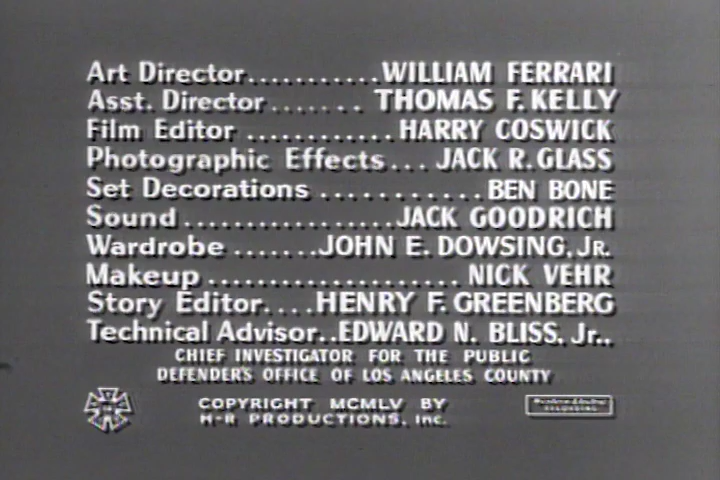 Art Director...........WILLIAM FERRARI
Asst. Director ....... THOMAS F. KELLY
Film Editor ............HARRY COSWICK
Photographic Effects... JACK R. GLASS
Set Decorations ............BEN BONE
Sound..................JACK GOODRICH
Wardrobe .......JOHN E. DOWSING, JR.
Makeup.....................NICK VEHR
Story Editor....HENRY F. GREENBERG
Technical Advisor..EDWARD N. BLISS, Jr.,
CHIEF INVESTIGATOR FOR THE PUBLIC
DEFENDER'S OFFICE OF LOS ANGELES COUNTY
COPYRIGHT MCMLV BY
H-R PRODUCTIONS, Inc.
RECORDING